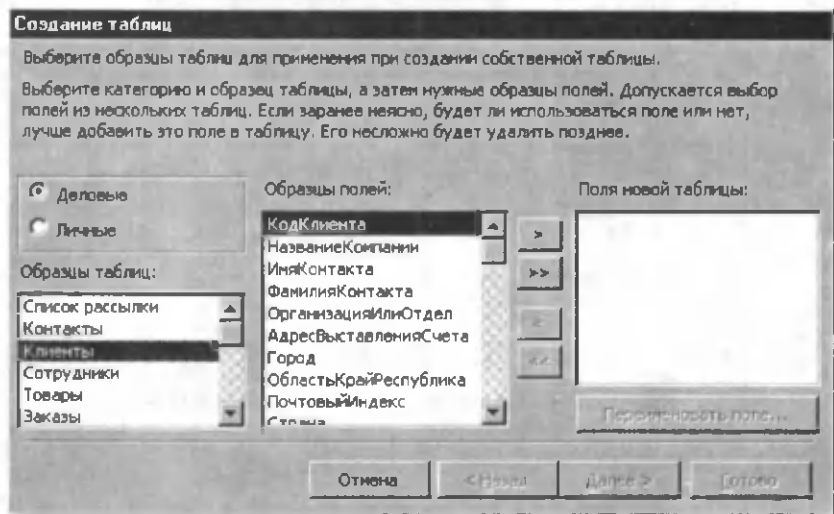 Создание таблиц
Выберите образцы таблиц для применения при создании собственной таблицы.
Выберите категорию и образец таблицы, а затем нужные образцы полей. Допускается выбор
полей из нескольких таблиц. Если заранее неясно, будет ли использоваться поле или нет,
лучше добавить это поле в таблицу. Его несложно будет удалить позднее.
Деловые
Личные
Образцы таблиц:
Список рассылки
Контакты
Клиенты
Сотрудники
Товары
Заказы
Образцы полей:
КодКлиента
НазваниеКомпании
ИмяКонтакта
ФамилияКонтакта
ОрганизацияИлиОтдел
АдресВыставленияСчета
Город
ОбластьКрайРеспублика
ПочтовыйИндекс
Страна
>
>>
<
<<
Поля новой таблицы:
Переименовать поле...
Отмена
< Назад
Далее >
Готово